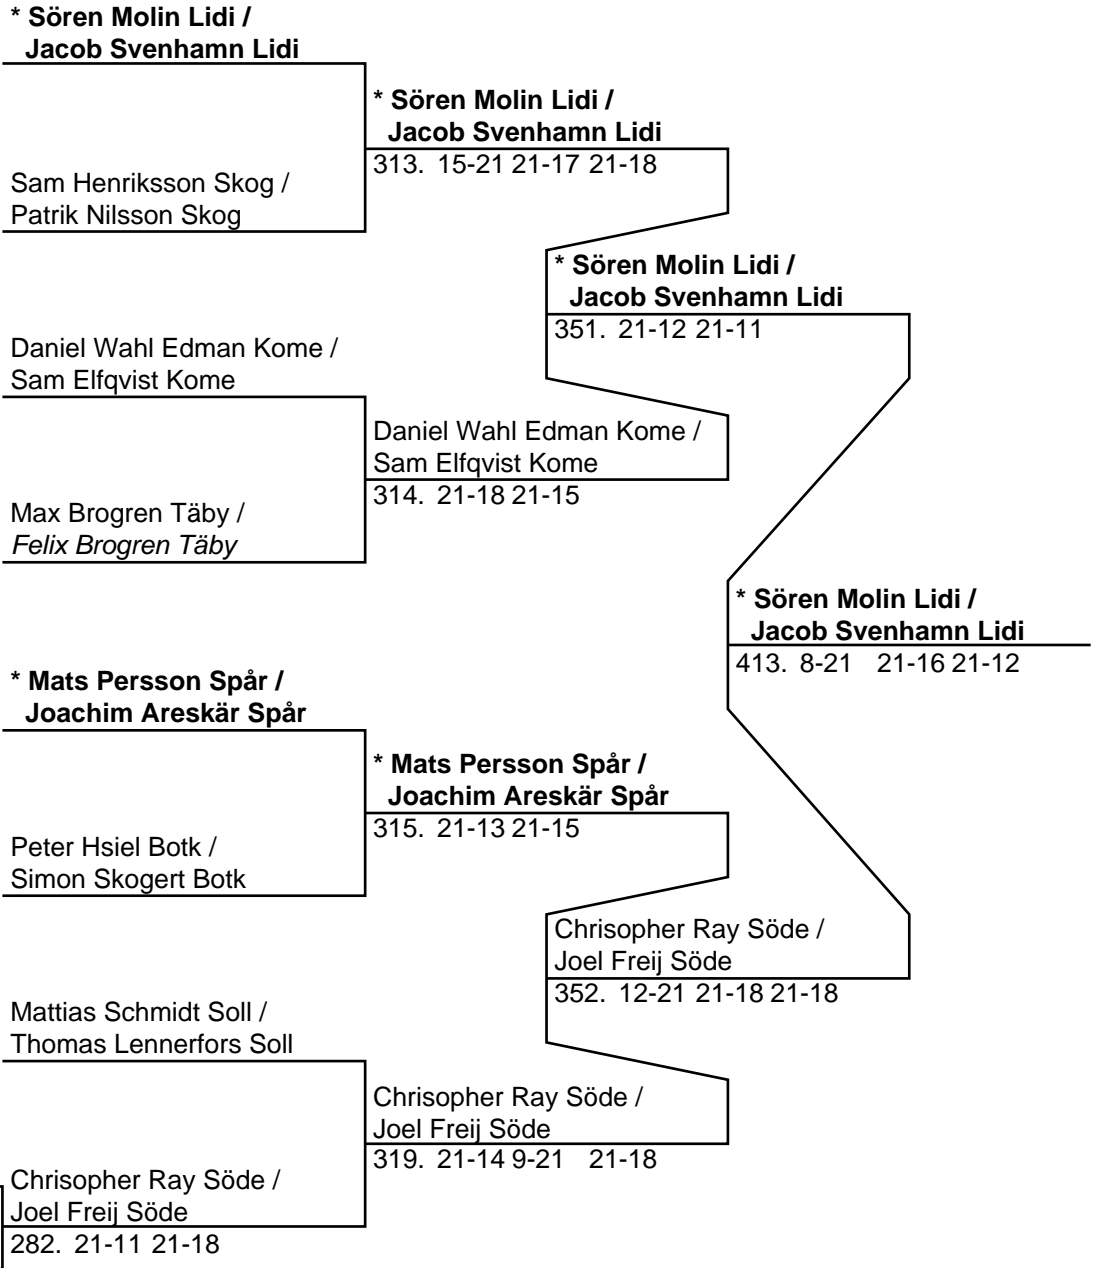 * Sören Molin Lidi /
Jacob Svenhamn Lidi
* Sören Molin Lidi /
Jacob Svenhamn Lidi
313. 15-21 21-17 21-18
Sam Henriksson Skog /
Patrik Nilsson Skog
* Sören Molin Lidi /
Jacob Svenhamn Lidi
351. 21-12 21-11
Daniel Wahl Edman Kome /
Sam Elfqvist Kome
Daniel Wahl Edman Kome /
Sam Elfqvist Kome
314. 21-18 21-15
Max Brogren Täby /
Felix Brogren Täby
* Sören Molin Lidi /
Jacob Svenhamn Lidi
413. 8-21 21-16 21-12
* Mats Persson Spår /
Joachim Areskär Spår
* Mats Persson Spår /
Joachim Areskär Spår
315. 21-13 21-15
Peter Hsiel Botk /
Simon Skogert Botk
Chrisopher Ray Söde /
Joel Freij Söde
352. 12-21 21-18 21-18
Mattias Schmidt Soll /
Thomas Lennerfors Soll
Chrisopher Ray Söde /
Joel Freij Söde
319. 21-14 9-21 21-18
Chrisopher Ray Söde /
Joel Freij Söde
282. 21-11 21-18